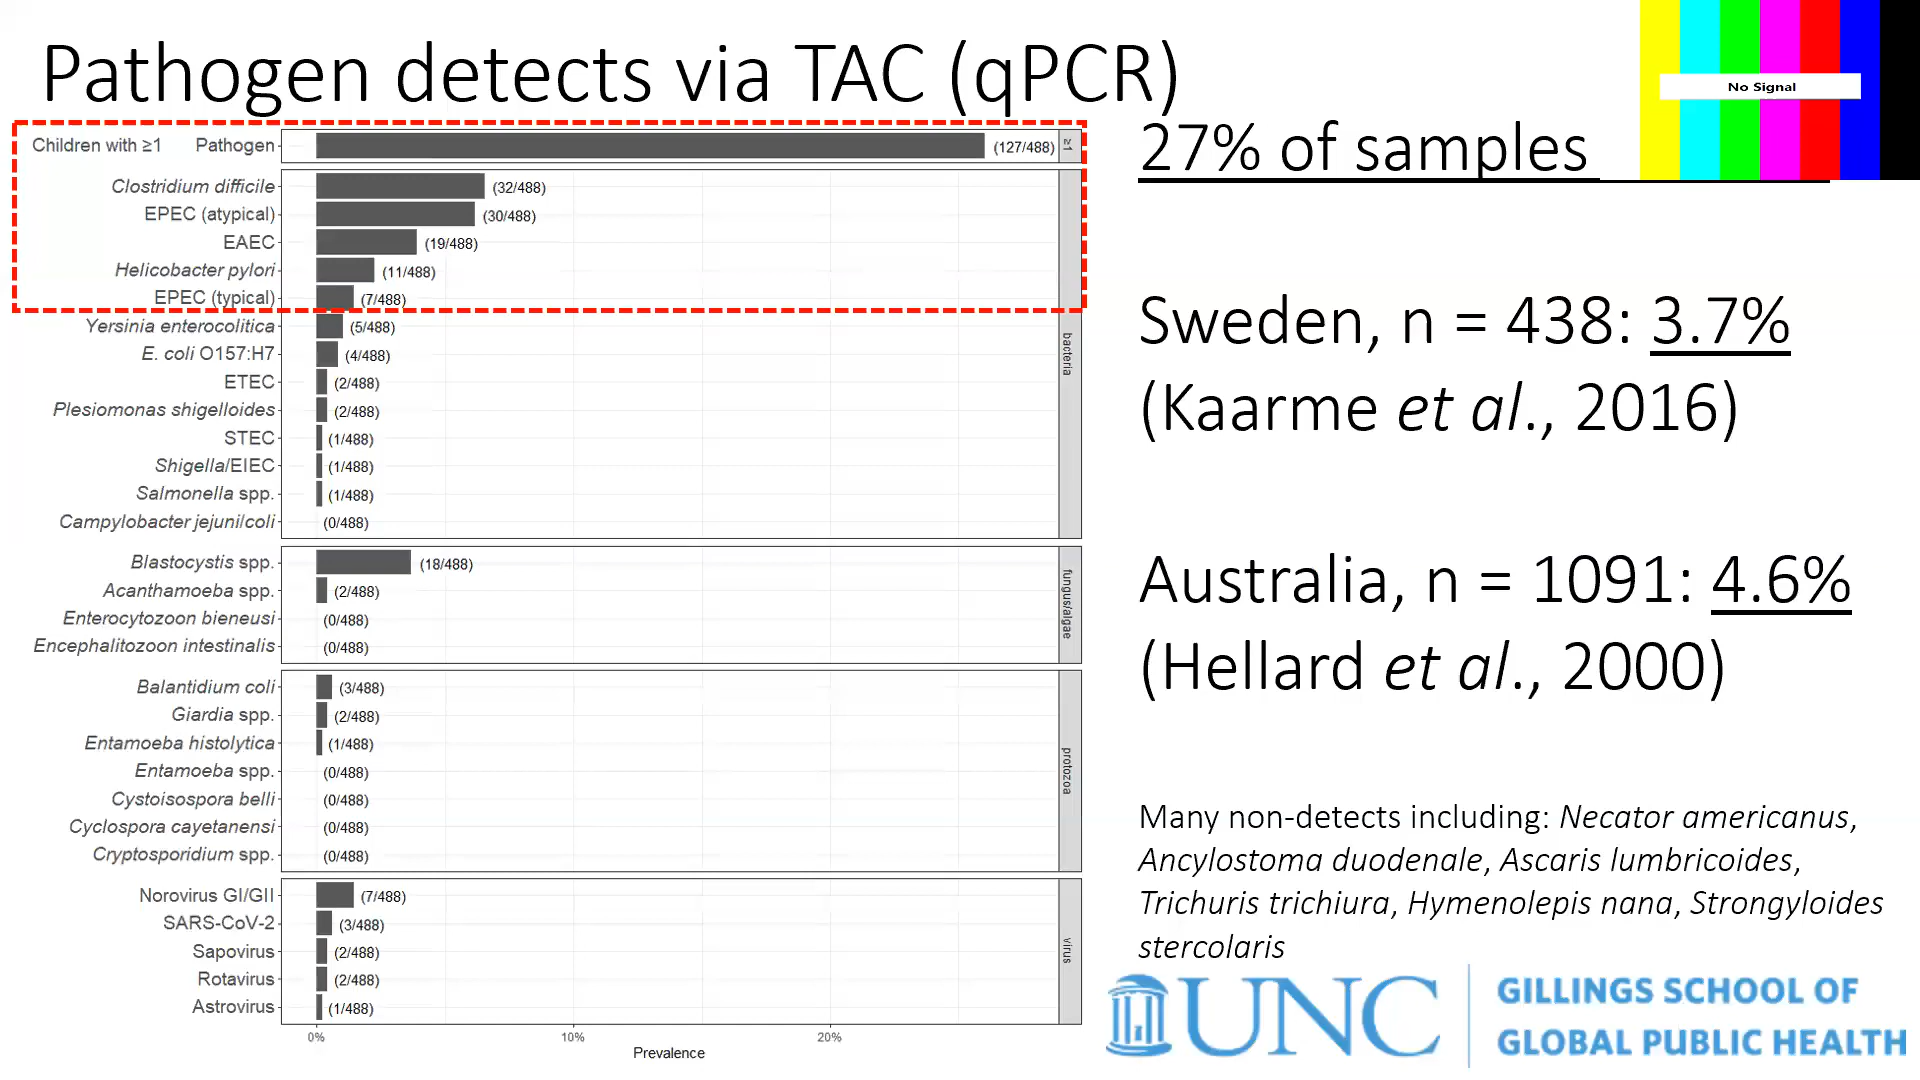 Pathogen detects via TAC (qPCR)
No Signal
Children with ≥1 Pathogen (127/488) ≥1
Clostridium difficile (32/488)
EPEC (atypical) (30/488)
EAEC (19/488)
Helicobacter pylori (11/488)
EPEC (typical) (7/488)
Yersinia enterocolitica (5/488)
E. coli O157:H7 (4/488)
ETEC (2/488)
Plesiomonas shigelloides (2/488)
STEC (1/488)
Shigella/EIEC (1/488)
Salmonella spp. (1/488)
Campylobacter jejuni/coli (0/488)
bacteria
Blastocystis spp. (18/488)
Acanthamoeba spp. (2/488)
Enterocytozoon bieneusi (0/488)
Encephalitozoon intestinalis (0/488)
fungus/algae
Balantidium coli (3/488)
Giardia spp. (2/488)
Entamoeba histolytica (1/488)
Entamoeba spp. (0/488)
Cystoisospora belli (0/488)
Cyclospora cayetanensi (0/488)
Cryptosporidium spp. (0/488)
protozoa
Norovirus GI/GII (7/488)
SARS-CoV-2 (3/488)
Sapovirus (2/488)
Rotavirus (2/488)
Astrovirus (1/488)
virus
0% 10% 20%
Prevalence
27% of samples
Sweden, n = 438: 3.7%
(Kaarme et al., 2016)
Australia, n = 1091: 4.6%
(Hellard et al., 2000)
Many non-detects including: Necator americanus,
Ancylostoma duodenale, Ascaris lumbricoides,
Trichuris trichiura, Hymenolepis nana, Strongyloides
stercolaris
UNC
GILLINGS SCHOOL OF
GLOBAL PUBLIC HEALTH